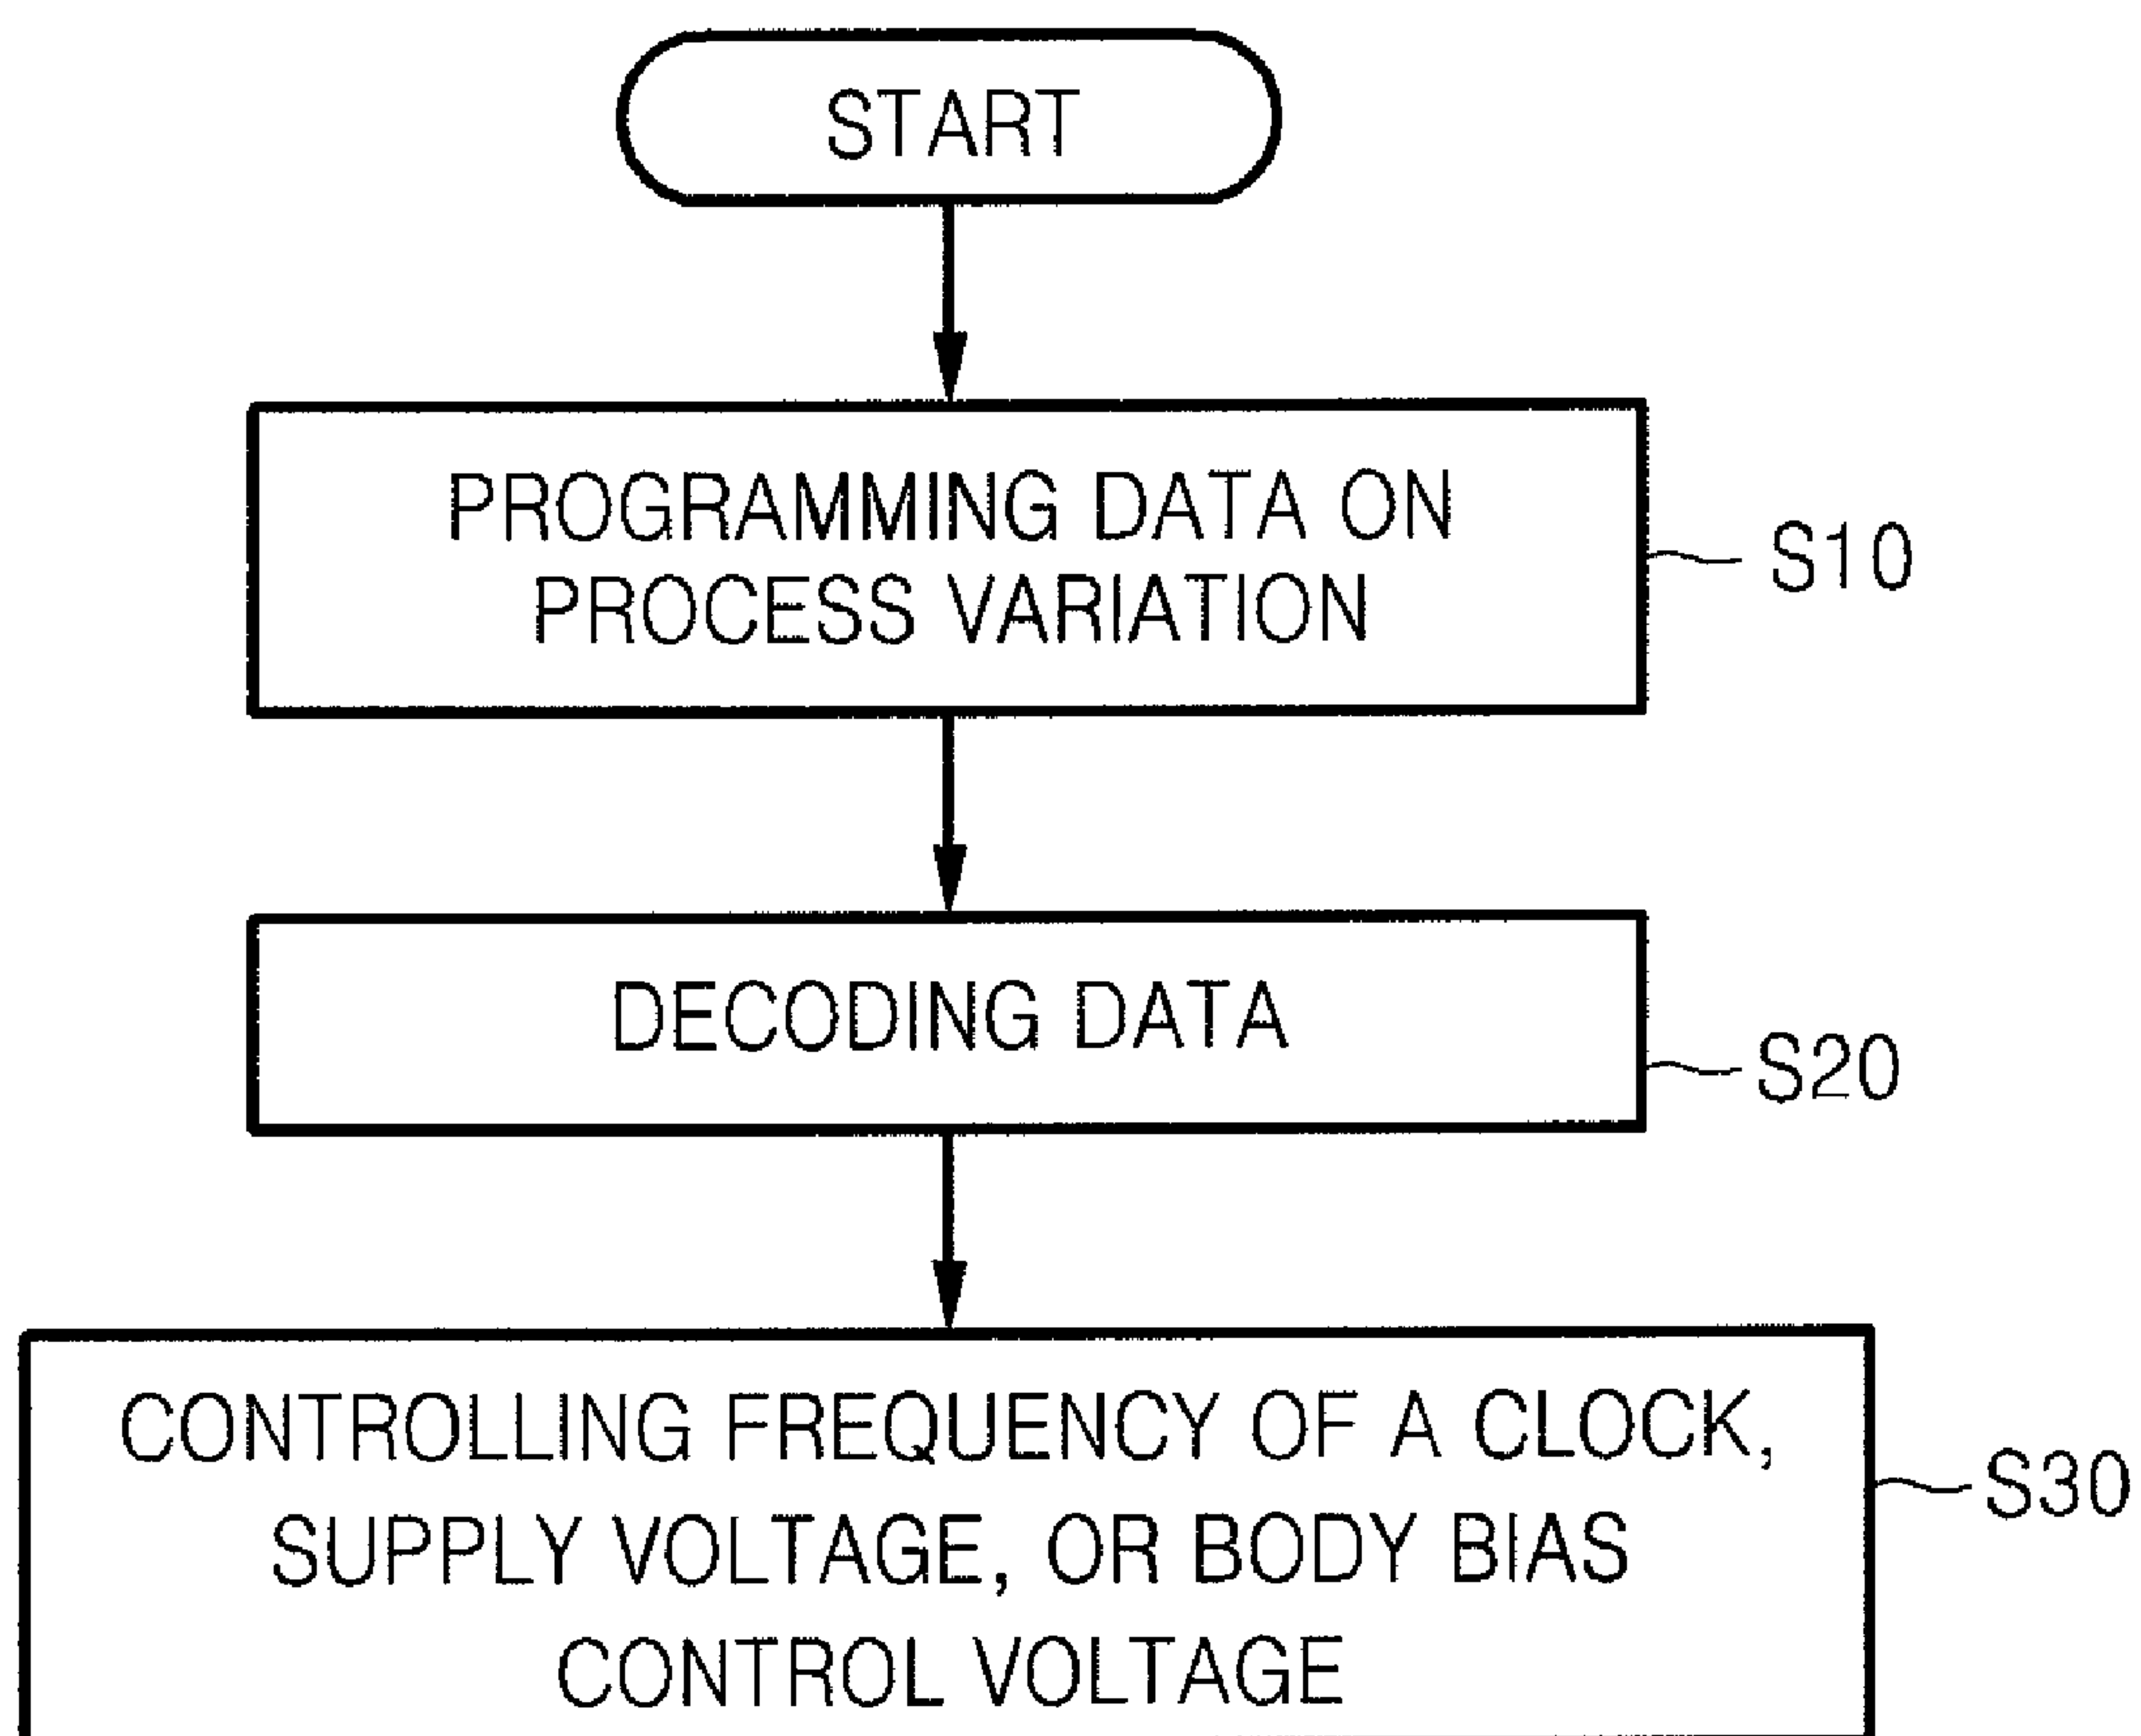 START
PROGRAMMING DATA ON
PROCESS VARIATION
S10
DECODING DATA
S20
CONTROLLING FREQUENCY OF A CLOCK,
SUPPLY VOLTAGE, OR BODY BIAS
CONTROL VOLTAGE
S30